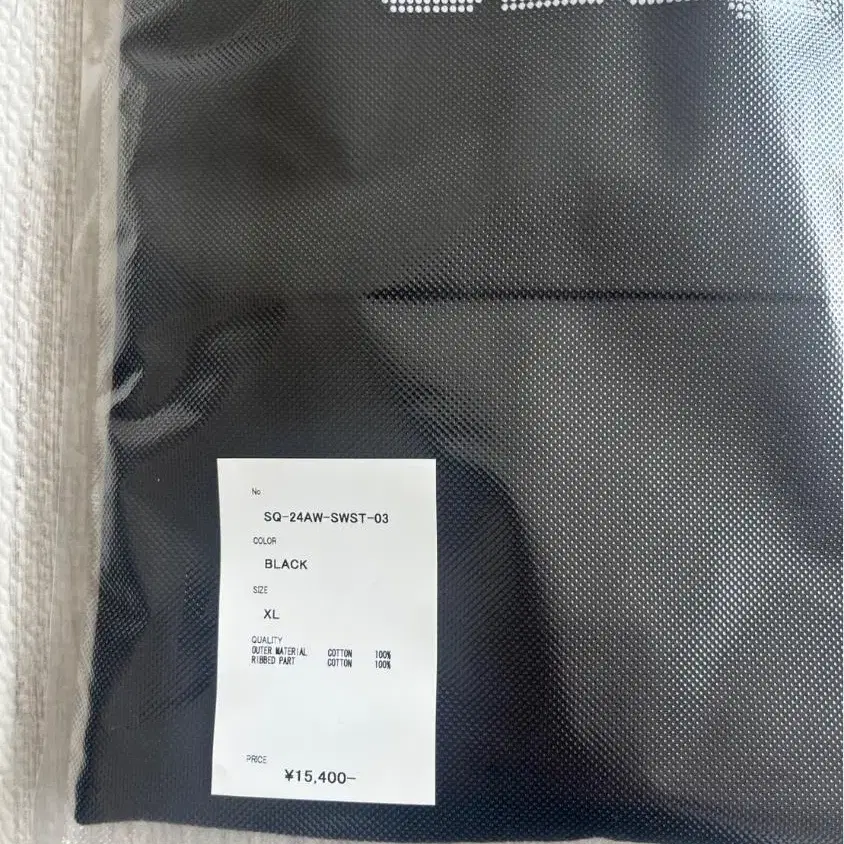 No.
SQ-24AW-SWST-03
COLOR
BLACK
SIZE
XL
QUALITY
OUTER MATERIAL COTTON 100%
RIBBED PART COTTON 100%
PRICE
¥15,400-